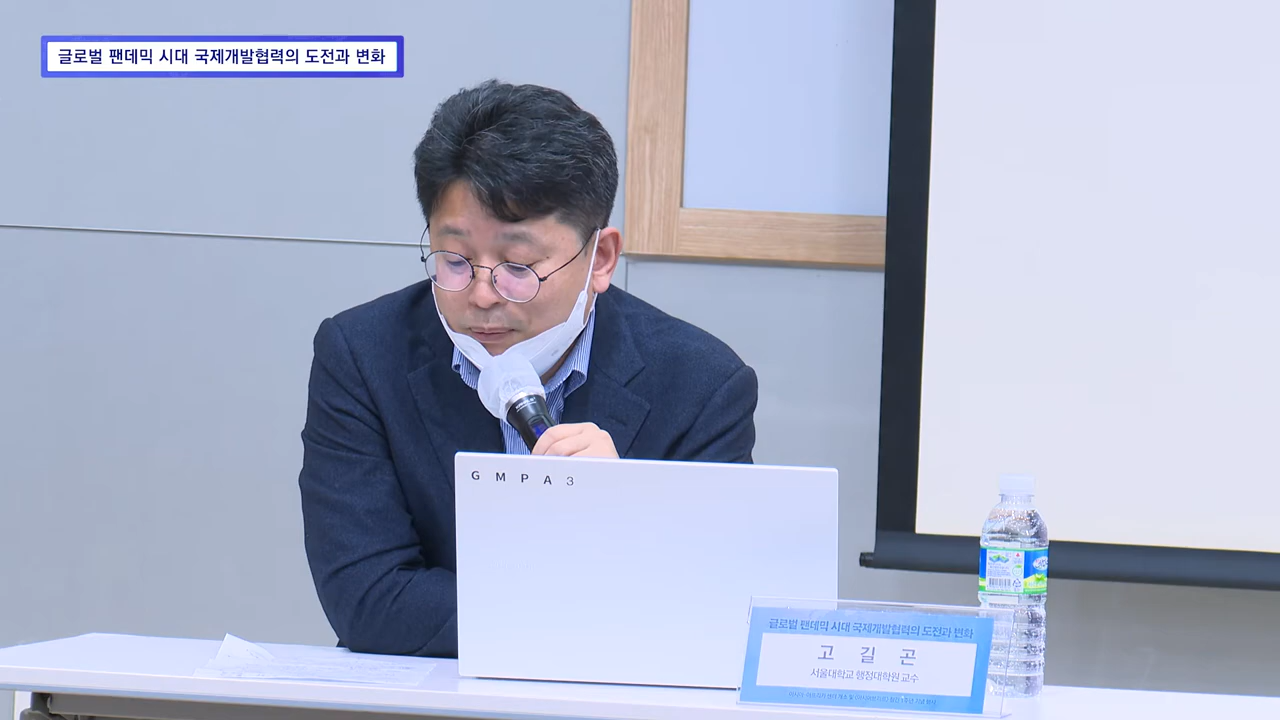 글로벌 팬데믹 시대 국제개발협력의 도전과 변화
G M P A 3
글로벌 팬데믹 시대 국제개발협력의 도전과 변화
고 길 곤
서울대학교 행정대학원 교수